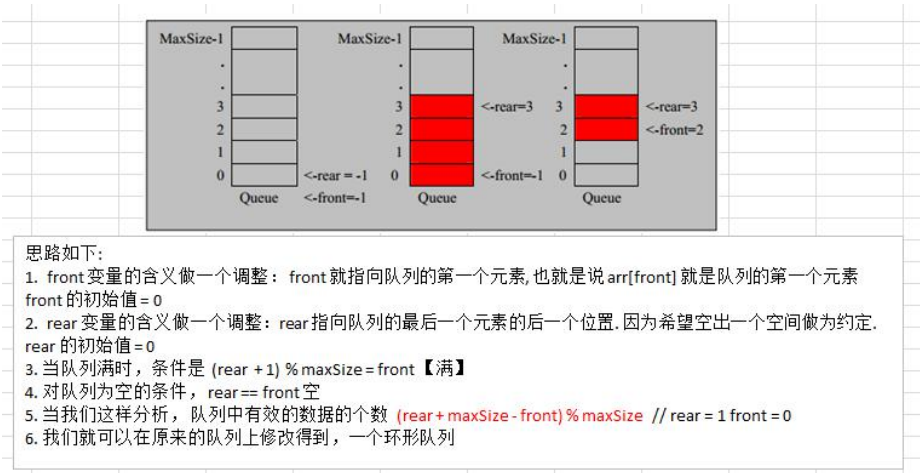 MaxSize-1 MaxSize-1 MaxSize-1
. . .
. . .
3 3 <-rear=3 3 <-rear=3
2 2 2 <-front=2
1 1 1
0 <-rear = -1 0 <-front=-1 0
Queue <-front=-1 Queue Queue
思路如下:
1. front 变量的含义做一个调整： front 就指向队列的第一个元素, 也就是说 arr[front] 就是队列的第一个元素
front 的初始值 = 0
2. rear 变量的含义做一个调整：rear 指向队列的最后一个元素的后一个位置. 因为希望空出一个空间做为约定.
rear 的初始值 = 0
3. 当队列满时，条件是 (rear + 1) % maxSize = front 【满】
4. 对队列为空的条件， rear == front 空
5. 当我们这样分析， 队列中有效的数据的个数 (rear + maxSize - front) % maxSize // rear = 1 front = 0
6. 我们就可以在原来的队列上修改得到，一个环形队列